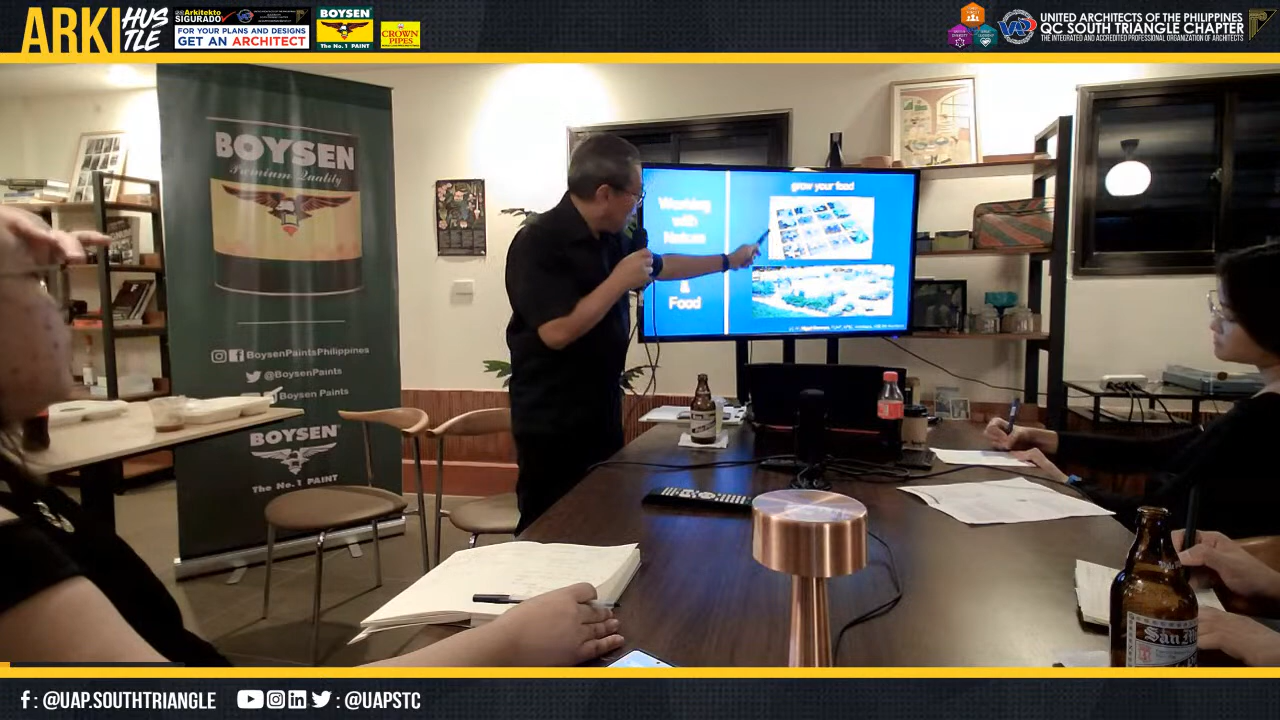 ARKI HUSTLE
Arkitekto
SIGURADO
FOR YOUR PLANS AND DESIGNS
GET AN ARCHITECT
BOYSEN
The No.1 PAINT
CROWN
PIPES
UNITED ARCHITECTS OF THE PHILIPPINES
QC SOUTH TRIANGLE CHAPTER
THE INTEGRATED AND ACCREDITED PROFESSIONAL ORGANIZATION OF ARCHITECTS
BOYSEN
Premium Quality
BoysenPaintsPhilippines
@BoysenPaints
Boysen Paints
BOYSEN
The No.1 PAINT
Working
with
Nature
&
Food
grow your food
San M
f : @UAP.SOUTHTRIANGLE
: @UAPSTC